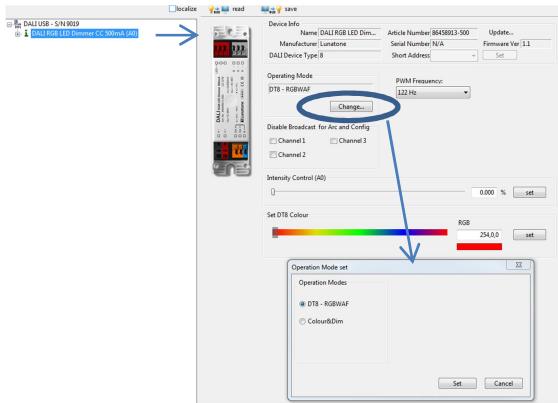 localize
read
save
DALI USB - S/N 9019
DALI RGB LED Dimmer CC 500mA (A0)
Device Info
Name DALI RGB LED Dim... Article Number 86458913-500 Update...
Manufacturer Lunatone Serial Number N/A Firmware Ver 1.1
DALI Device Type 8 Short Address Set
Operating Mode
DT8 - RGBWAF
Change...
PWM Frequency:
122 Hz
Disable Broadcast for Arc and Config
Channel 1 Channel 3
Channel 2
Intensity Control (A0)
0.000 % set
Set DT8 Colour
RGB
254,0,0 set
Operation Mode set
Operation Modes
DT8 - RGBWAF
Colour&Dim
Set Cancel